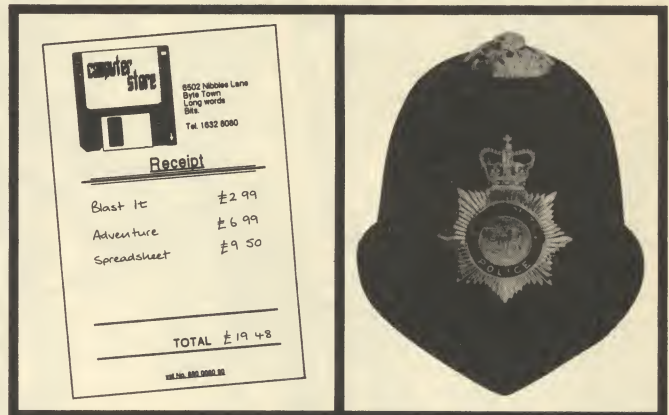 computer
store
6502 Nibbles Lane
Byte Town
Long words
Bits.
Tel. 1632 8080
Receipt
Blast It £2 99
Adventure £6 99
Spreadsheet £9 50
TOTAL £19 48
POLICE